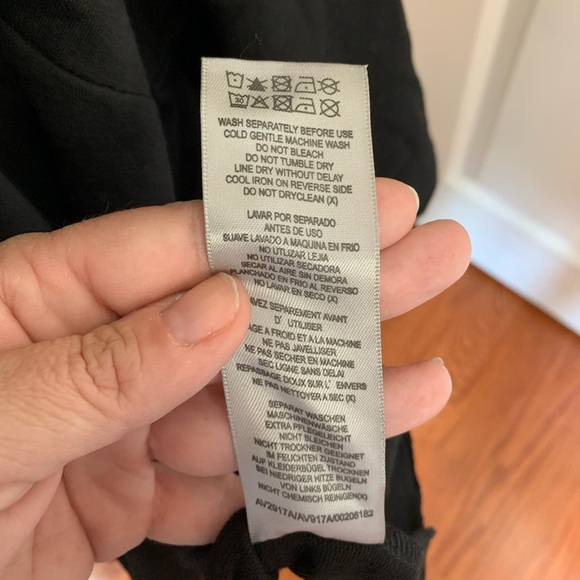 30
WASH SEPARATELY BEFORE USE
COLD GENTLE MACHINE WASH
DO NOT BLEACH
DO NOT TUMBLE DRY
LINE DRY WITHOUT DELAY
COOL IRON ON REVERSE SIDE
DO NOT DRYCLEAN (X)
LAVAR POR SEPARADO
ANTES DE USO
SUAVE LAVADO A MAQUINA EN FRIO
NO UTILIZAR LEJIA
NO UTILIZAR SECADORA
SECAR AL AIRE SIN DEMORA
PLANCHADO EN FRIO AL REVERSO
NO LAVAR EN SECO (X)
AVEZ SEPAREMENT AVANT
D' UTILISER
AGE A FROID ET A LA MACHINE
NE PAS JAVELLISER
NE PAS SECHER EN MACHINE
SEC LIGNE SANS DELAI
REPASSAGE DOUX SUR L' ENVERS
NE PAS NETTOYER A SEC (X)
SEPARAT WASCHEN
MASCHINENWÄSCHE
EXTRA PFLEGELEICHT
NICHT BLEICHEN
NICHT TROCKNER GEEIGNET
IM FEUCHTEN ZUSTAND
AUF KLEIDERBÜGEL TROCKNEN
BEI NIEDRIGER HITZE BÜGELN
VON LINKS BÜGELN
NICHT CHEMISCH REINIGEN(X)
AV2917A/AV917A/00206182